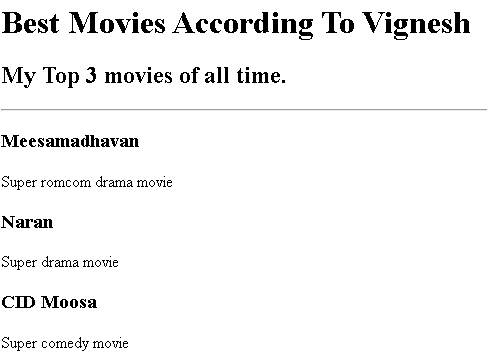 Best Movies According To Vignesh
My Top 3 movies of all time.
Meesamadhavan
Super romcom drama movie
Naran
Super drama movie
CID Moosa
Super comedy movie